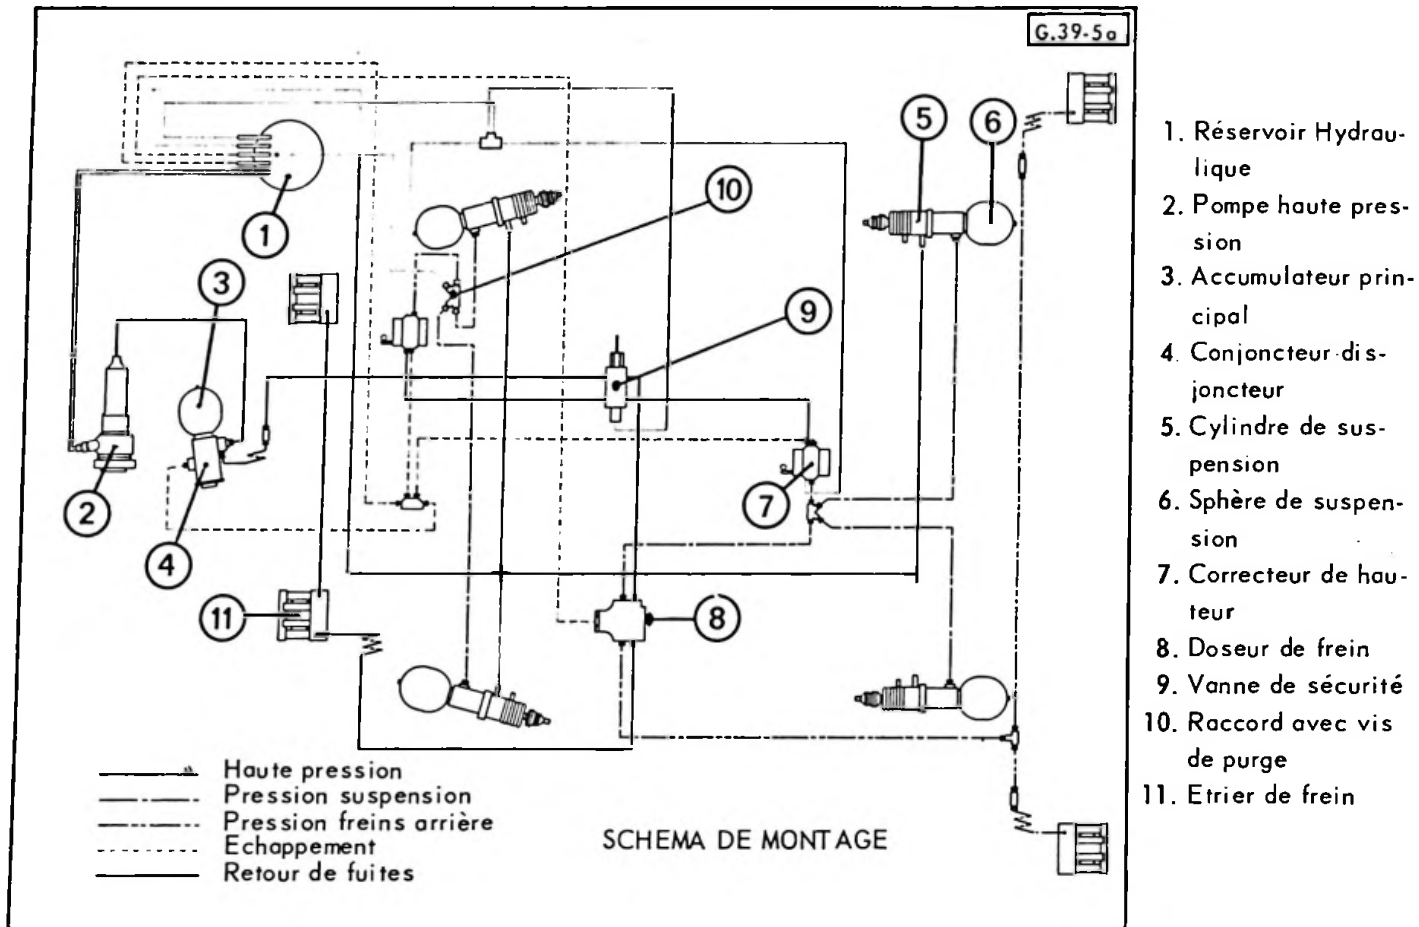 G.39-5a
1
2
3
4
5
6
7
8
9
10
11
Haute pression
Pression suspension
Pression freins arrière
Echappement
Retour de fuites
SCHEMA DE MONTAGE
1. Réservoir Hydrau-
lique
2. Pompe haute pres-
sion
3. Accumulateur prin-
cipal
4. Conjoncteur dis-
joncteur
5. Cylindre de sus-
pension
6. Sphère de suspen-
sion
7. Correcteur de hau-
teur
8. Doseur de frein
9. Vanne de sécurité
10. Raccord avec vis
de purge
11. Etrier de frein